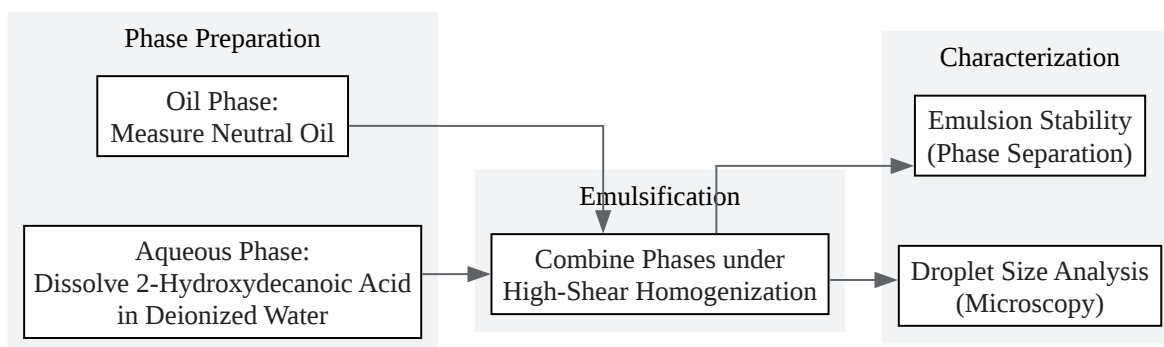 Phase Preparation
Oil Phase:
Measure Neutral Oil
Aqueous Phase:
Dissolve 2-Hydroxydecanoic Acid
in Deionized Water
Emulsification
Combine Phases under
High-Shear Homogenization
Characterization
Emulsion Stability
(Phase Separation)
Droplet Size Analysis
(Microscopy)